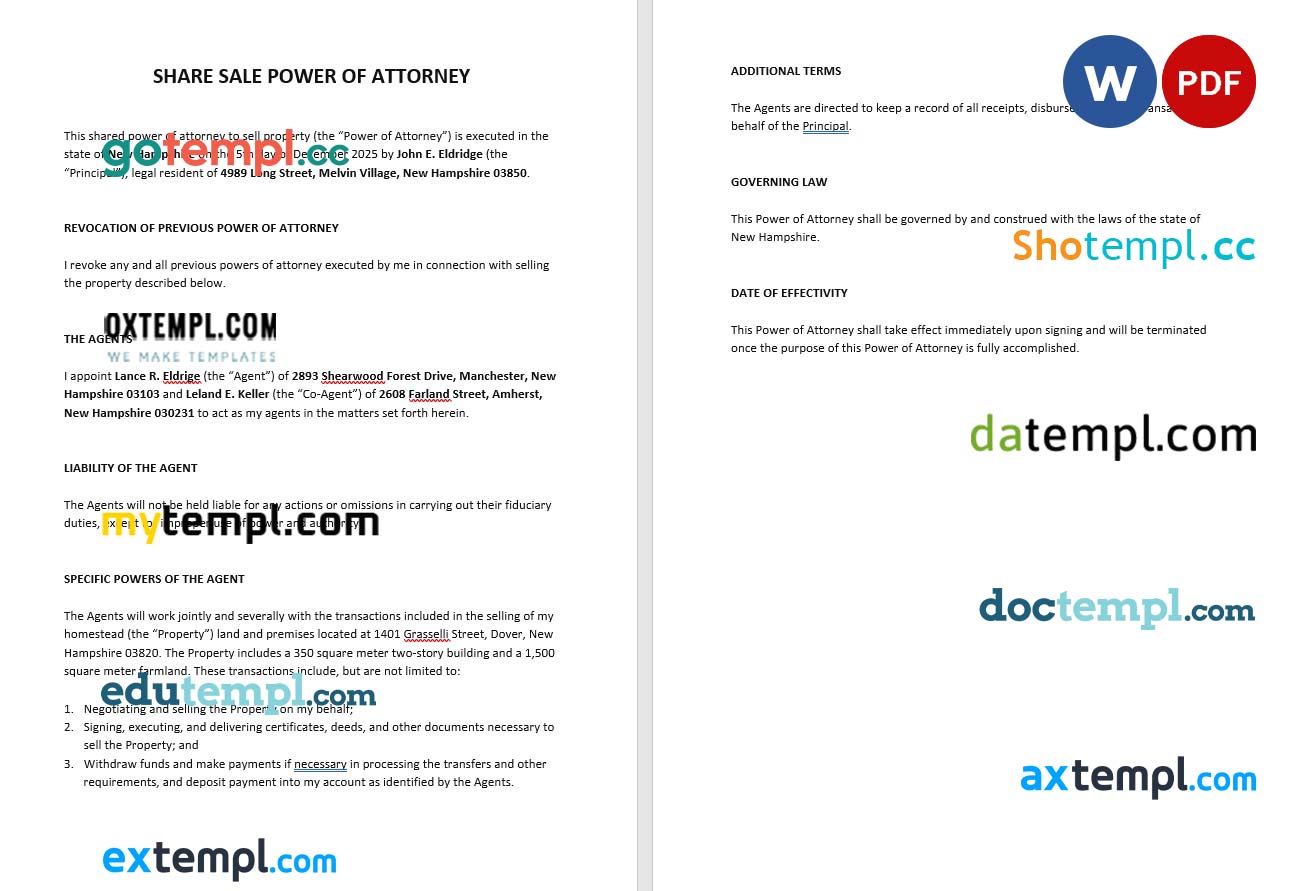 SHARE SALE POWER OF ATTORNEY
This shared power of attorney to sell property (the “Power of Attorney”) is executed in the
state of New Hampshire on the 5th day of December 2025 by John E. Eldridge (the
“Principal”), legal resident of 4989 Long Street, Melvin Village, New Hampshire 03850.
gotempl.cc
REVOCATION OF PREVIOUS POWER OF ATTORNEY
I revoke any and all previous powers of attorney executed by me in connection with selling
the property described below.
OXTEMPL.COM
WE MAKE TEMPLATES
THE AGENTS
I appoint Lance R. Eldrige (the “Agent”) of 2893 Shearwood Forest Drive, Manchester, New
Hampshire 03103 and Leland E. Keller (the “Co-Agent”) of 2608 Farland Street, Amherst,
New Hampshire 030231 to act as my agents in the matters set forth herein.
LIABILITY OF THE AGENT
The Agents will not be held liable for any actions or omissions in carrying out their fiduciary
duties, except for improper use of power and authority.
mytempl.com
SPECIFIC POWERS OF THE AGENT
The Agents will work jointly and severally with the transactions included in the selling of my
homestead (the “Property”) land and premises located at 1401 Grasselli Street, Dover, New
Hampshire 03820. The Property includes a 350 square meter two-story building and a 1,500
square meter farmland. These transactions include, but are not limited to:
edutempl.com
1. Negotiating and selling the Property on my behalf;
2. Signing, executing, and delivering certificates, deeds, and other documents necessary to
sell the Property; and
3. Withdraw funds and make payments if necessary in processing the transfers and other
requirements, and deposit payment into my account as identified by the Agents.
extempl.com
W PDF
ADDITIONAL TERMS
The Agents are directed to keep a record of all receipts,
behalf of the Principal.
GOVERNING LAW
This Power of Attorney shall be governed by and construed with the laws of the state of
New Hampshire.
Shotempl.cc
DATE OF EFFECTIVITY
This Power of Attorney shall take effect immediately upon signing and will be terminated
once the purpose of this Power of Attorney is fully accomplished.
datempl.com
doctempl.com
axtempl.com